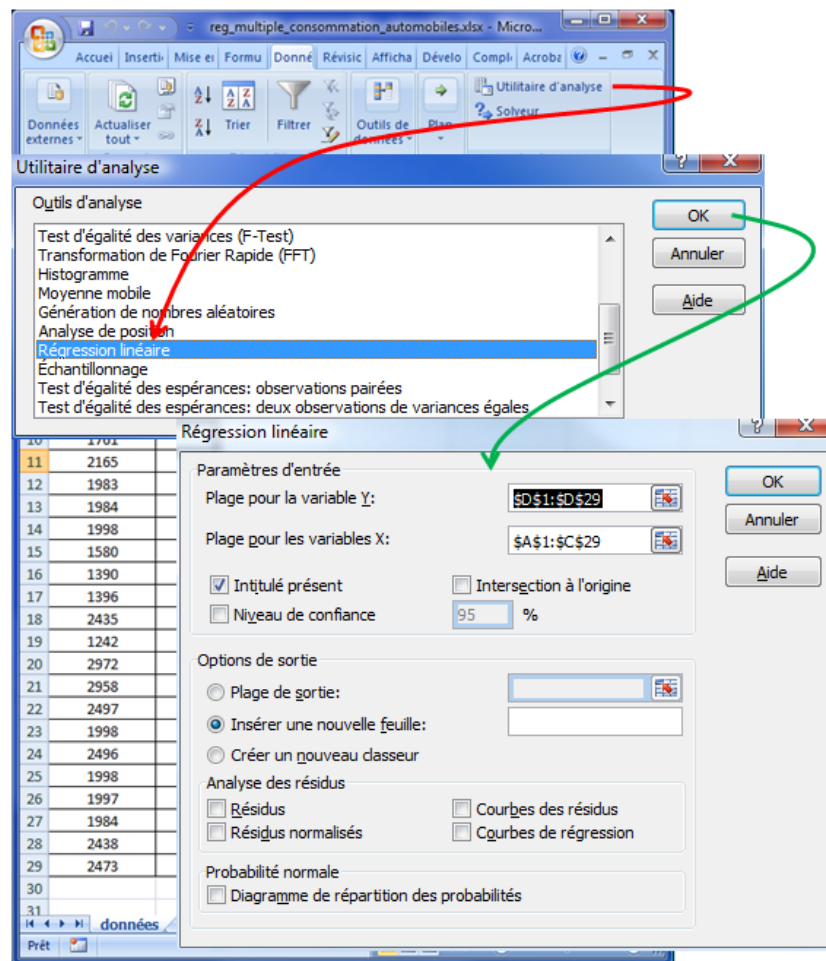 reg_multiple_consommation_automobiles.xlsx - Micro...
Accuei Inserti Mise ei Formu Donné Révisic Afficha Dévelo Compl Acroba
Utilitaire d'analyse
Solveur
Données externes
Actualiser tout
Trier
Filtrer
Outils de données
Plan
Utilitaire d'analyse
Outils d'analyse
Test d'égalité des variances (F-Test)
Transformation de Fourier Rapide (FFT)
Histogramme
Moyenne mobile
Génération de nombres aléatoires
Analyse de position
Régression linéaire
Échantillonnage
Test d'égalité des espérances: observations pairées
Test d'égalité des espérances: deux observations de variances égales
OK
Annuler
Aide
10 1761
11 2165
12 1983
13 1984
14 1998
15 1580
16 1390
17 1396
18 2435
19 1242
20 2972
21 2958
22 2497
23 1998
24 2496
25 1998
26 1997
27 1984
28 2438
29 2473
30
31
données
Prêt
Régression linéaire
Paramètres d'entrée
Plage pour la variable Y: $D$1:$D$29
Plage pour les variables X: $A$1:$C$29
Intitulé présent Intersection à l'origine
Niveau de confiance 95 %
Options de sortie
Plage de sortie:
Insérer une nouvelle feuille:
Créer un nouveau classeur
Analyse des résidus
Résidus Courbes des résidus
Résidus normalisés Courbes de régression
Probabilité normale
Diagramme de répartition des probabilités
OK
Annuler
Aide